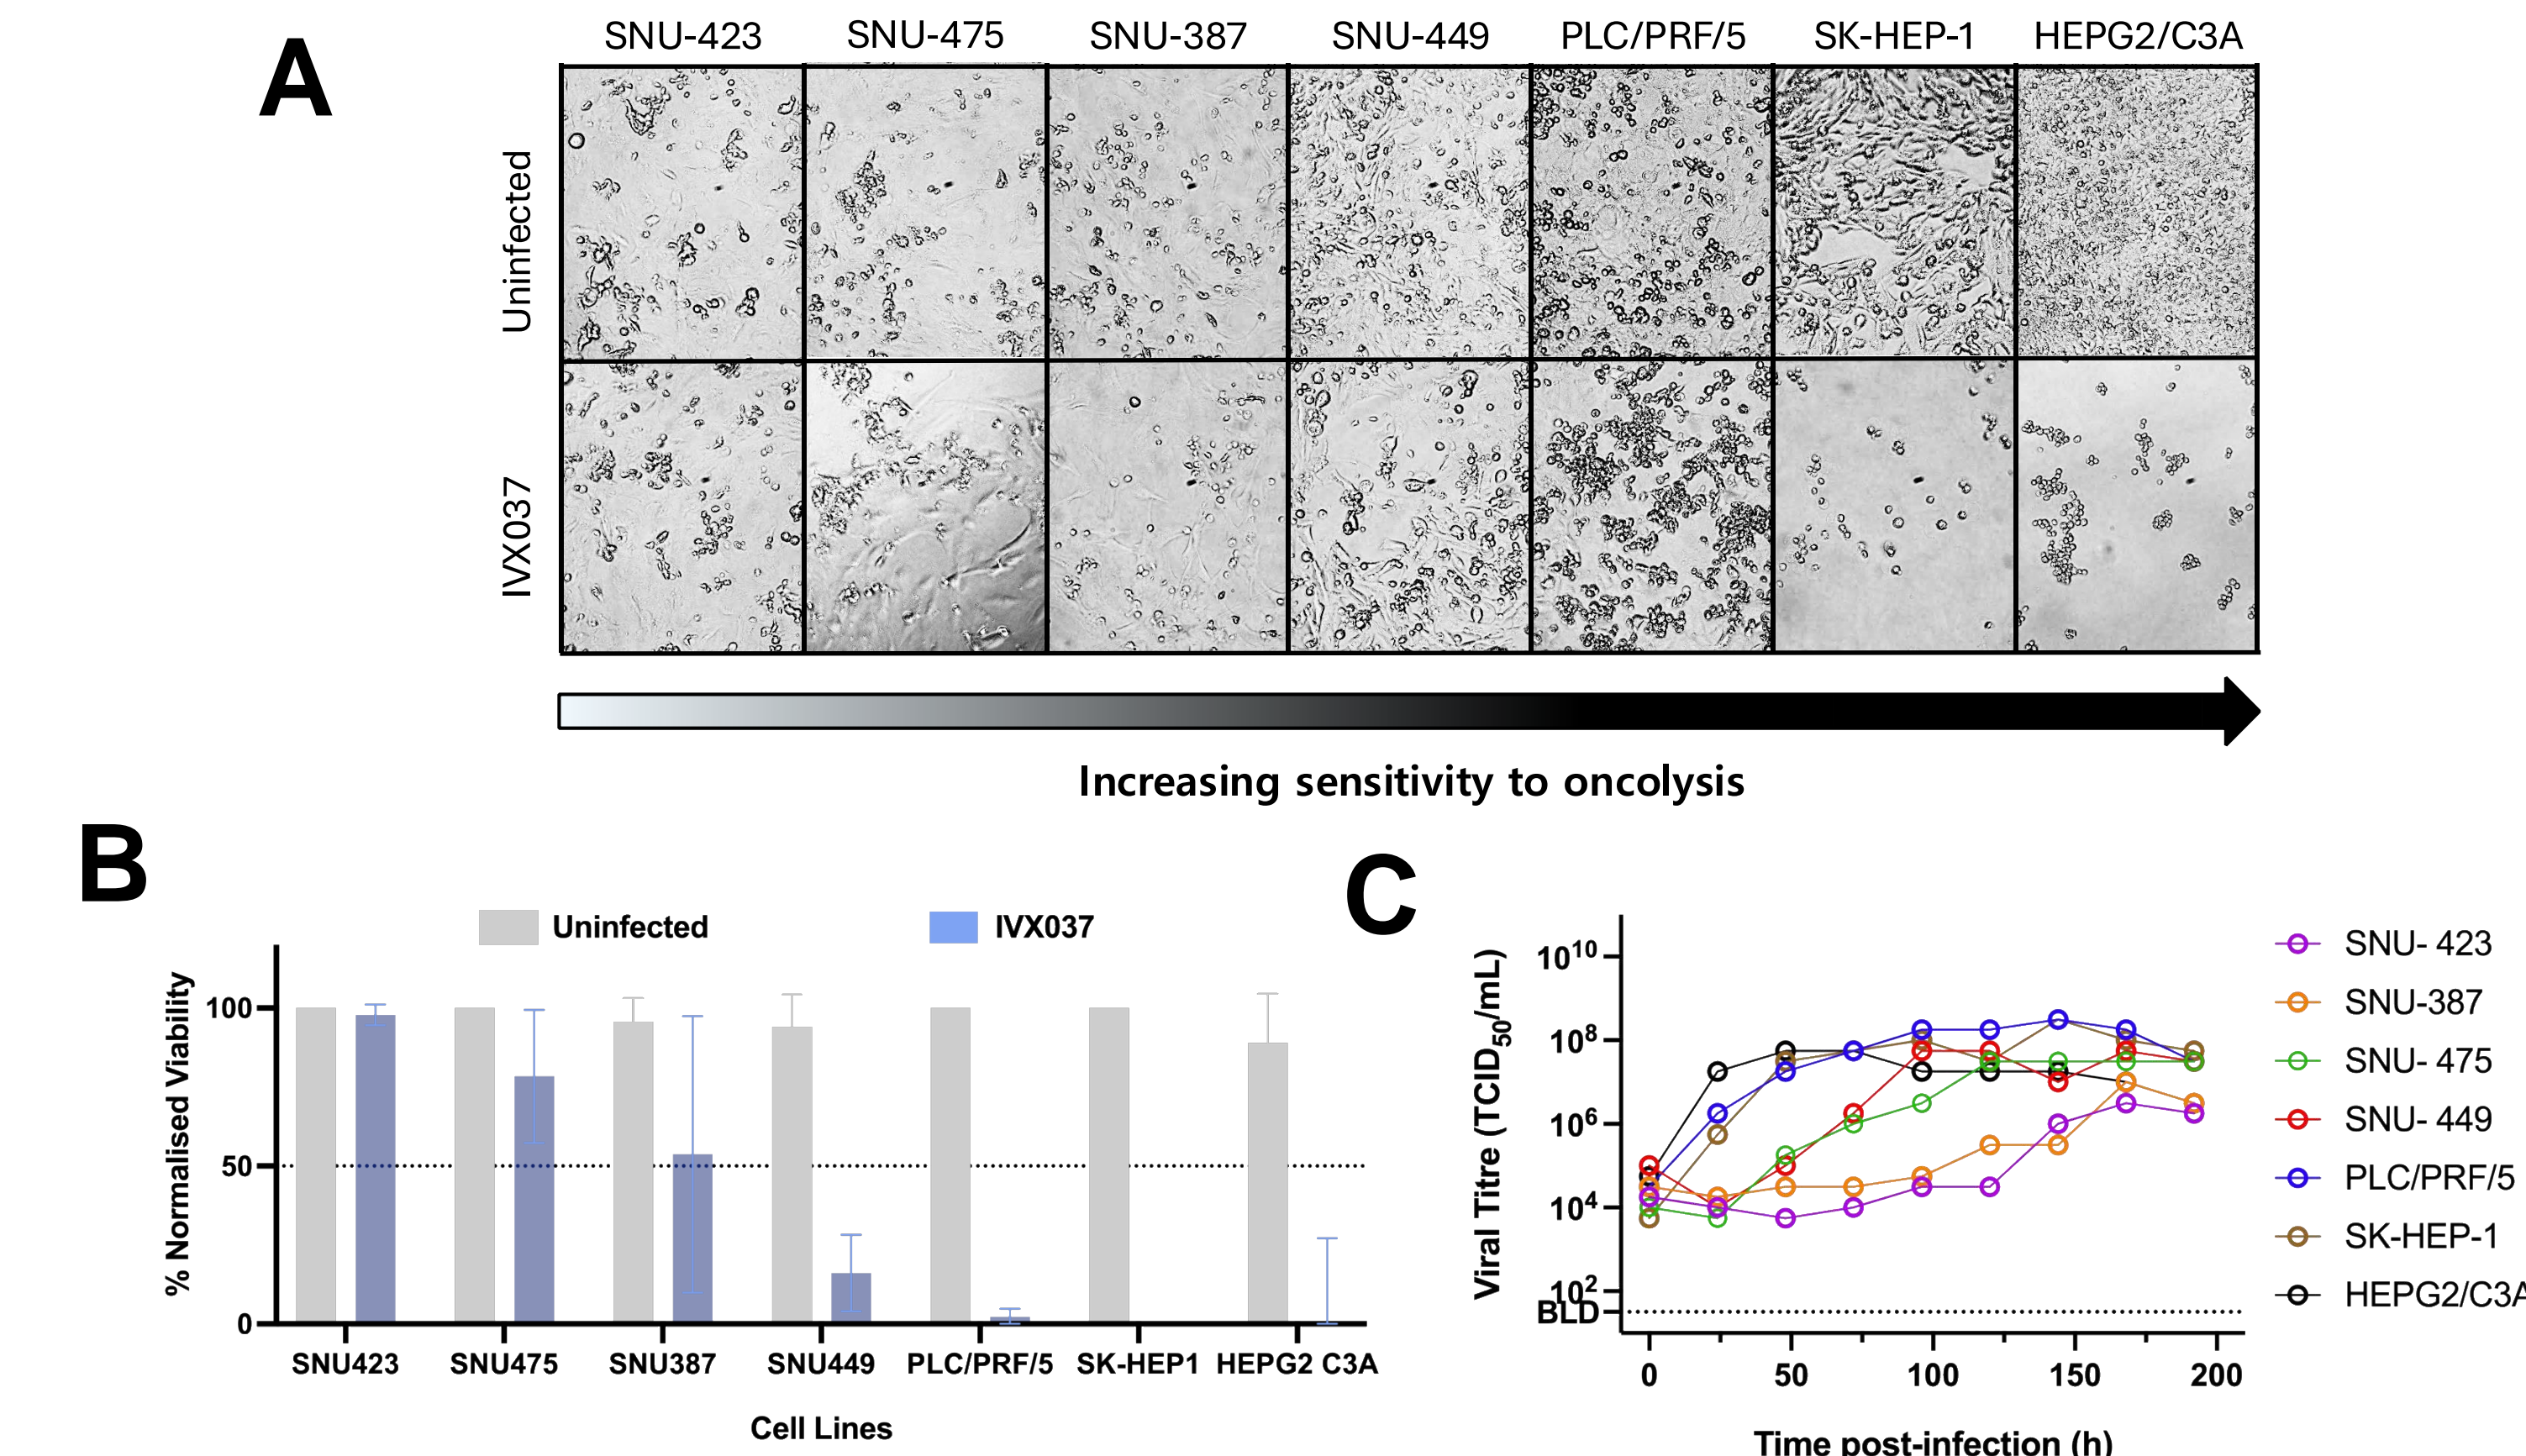 A
SNU-423 SNU-475 SNU-387 SNU-449 PLC/PRF/5 SK-HEP-1 HEPG2/C3A
Uninfected
IVX037
Increasing sensitivity to oncolysis
B
Uninfected IVX037
% Normalised Viability
100
50
0
SNU423 SNU475 SNU387 SNU449 PLC/PRF/5 SK-HEP1 HEPG2 C3A
Cell Lines
C
Viral Titre (TCID50/mL)
10^10
10^8
10^6
10^4
10^2
BLD
0 50 100 150 200
Time post-infection (h)
SNU- 423
SNU-387
SNU- 475
SNU- 449
PLC/PRF/5
SK-HEP-1
HEPG2/C3A